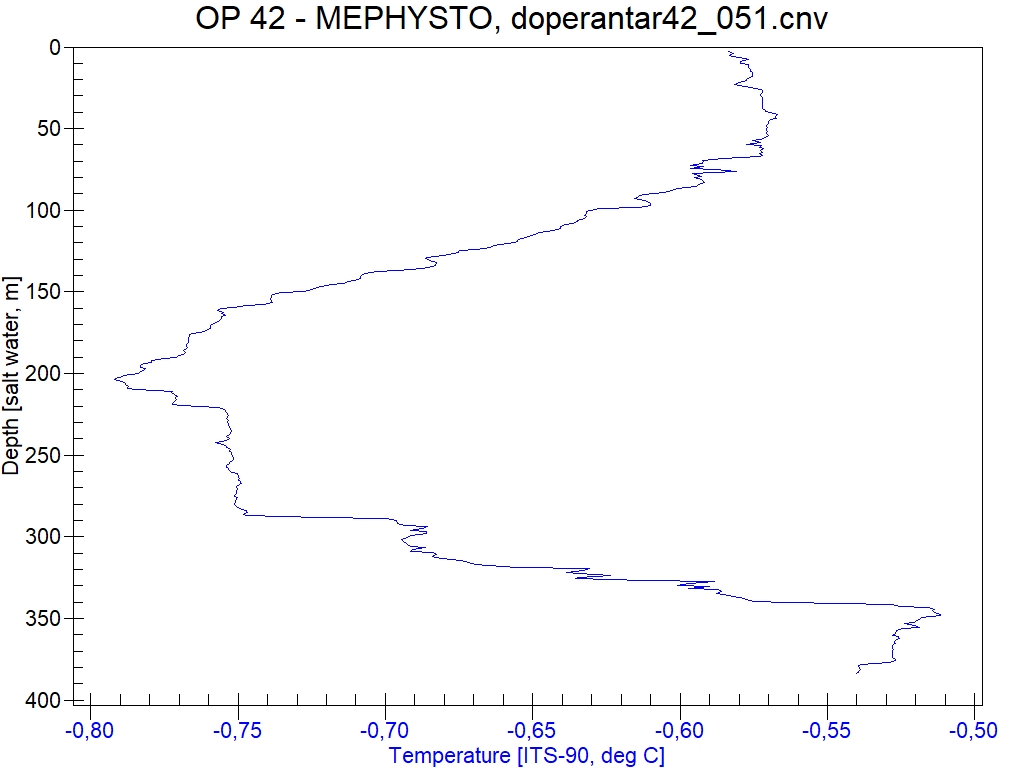 OP 42 - MEPHYSTO, doperantar42_051.cnv
0
50
100
150
200
250
300
350
400
Depth [salt water, m]
-0,80 -0,75 -0,70 -0,65 -0,60 -0,55 -0,50
Temperature [ITS-90, deg C]